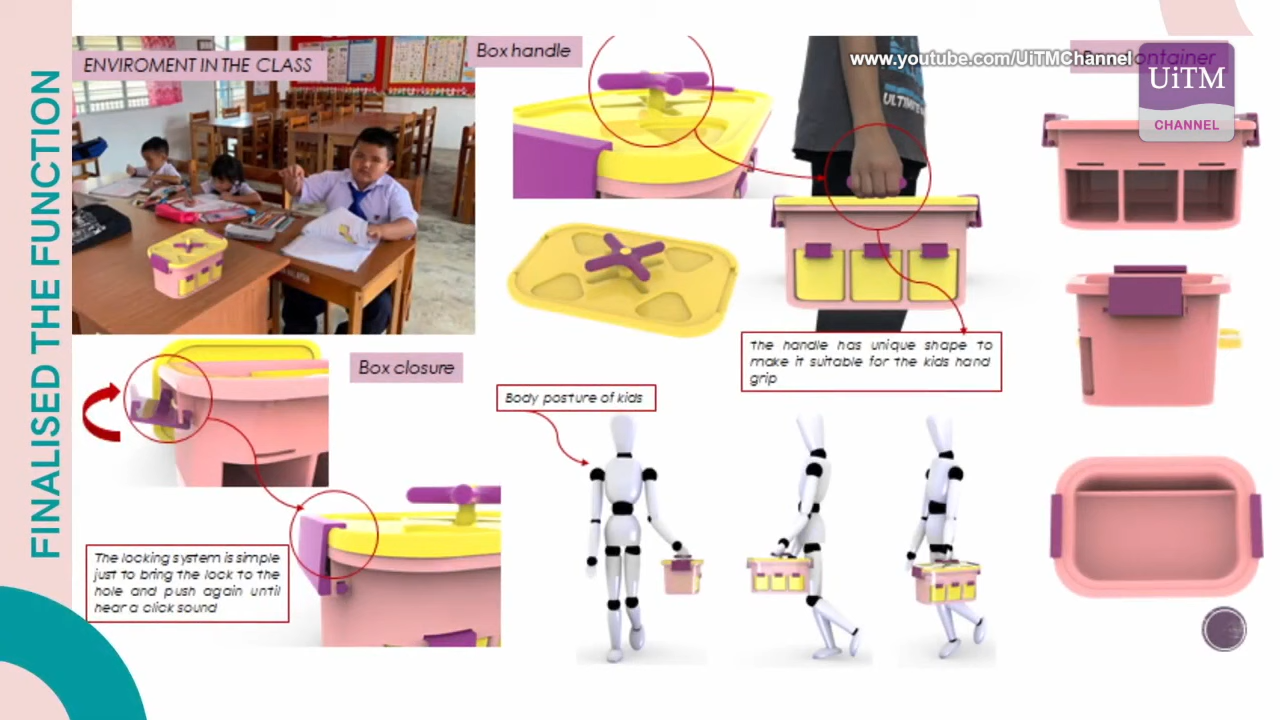 FINALISED THE FUNCTION
ENVIROMENT IN THE CLASS
Box handle
www.youtube.com/UiTMChannel
ontainer
UiTM
CHANNEL
ULTIM
The handle has unique shape to
make it suitable for the kids hand
grip
Box closure
Body posture of kids
The locking system is simple
just to bring the lock to the
hole and push again until
hear a click sound